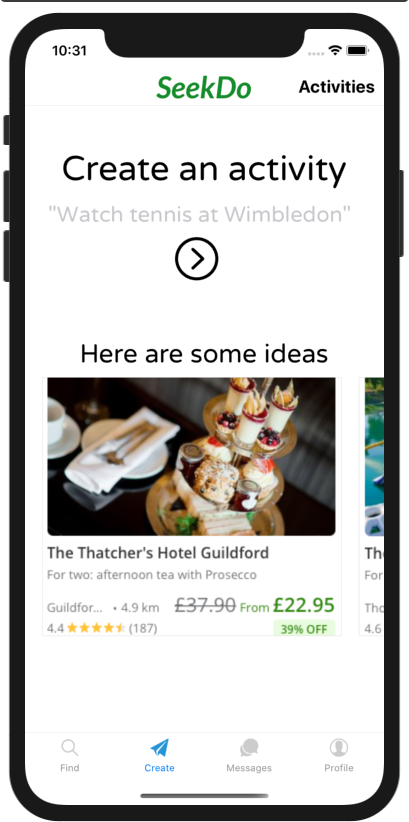 10:31
SeekDo
Activities
Create an activity
"Watch tennis at Wimbledon"
Here are some ideas
The Thatcher's Hotel Guildford
For two: afternoon tea with Prosecco
Guildfor... • 4.9 km £37.90 From £22.95
4.4 (187)
39% OFF
Th
For
Tho
4.6
Find
Create
Messages
Profile